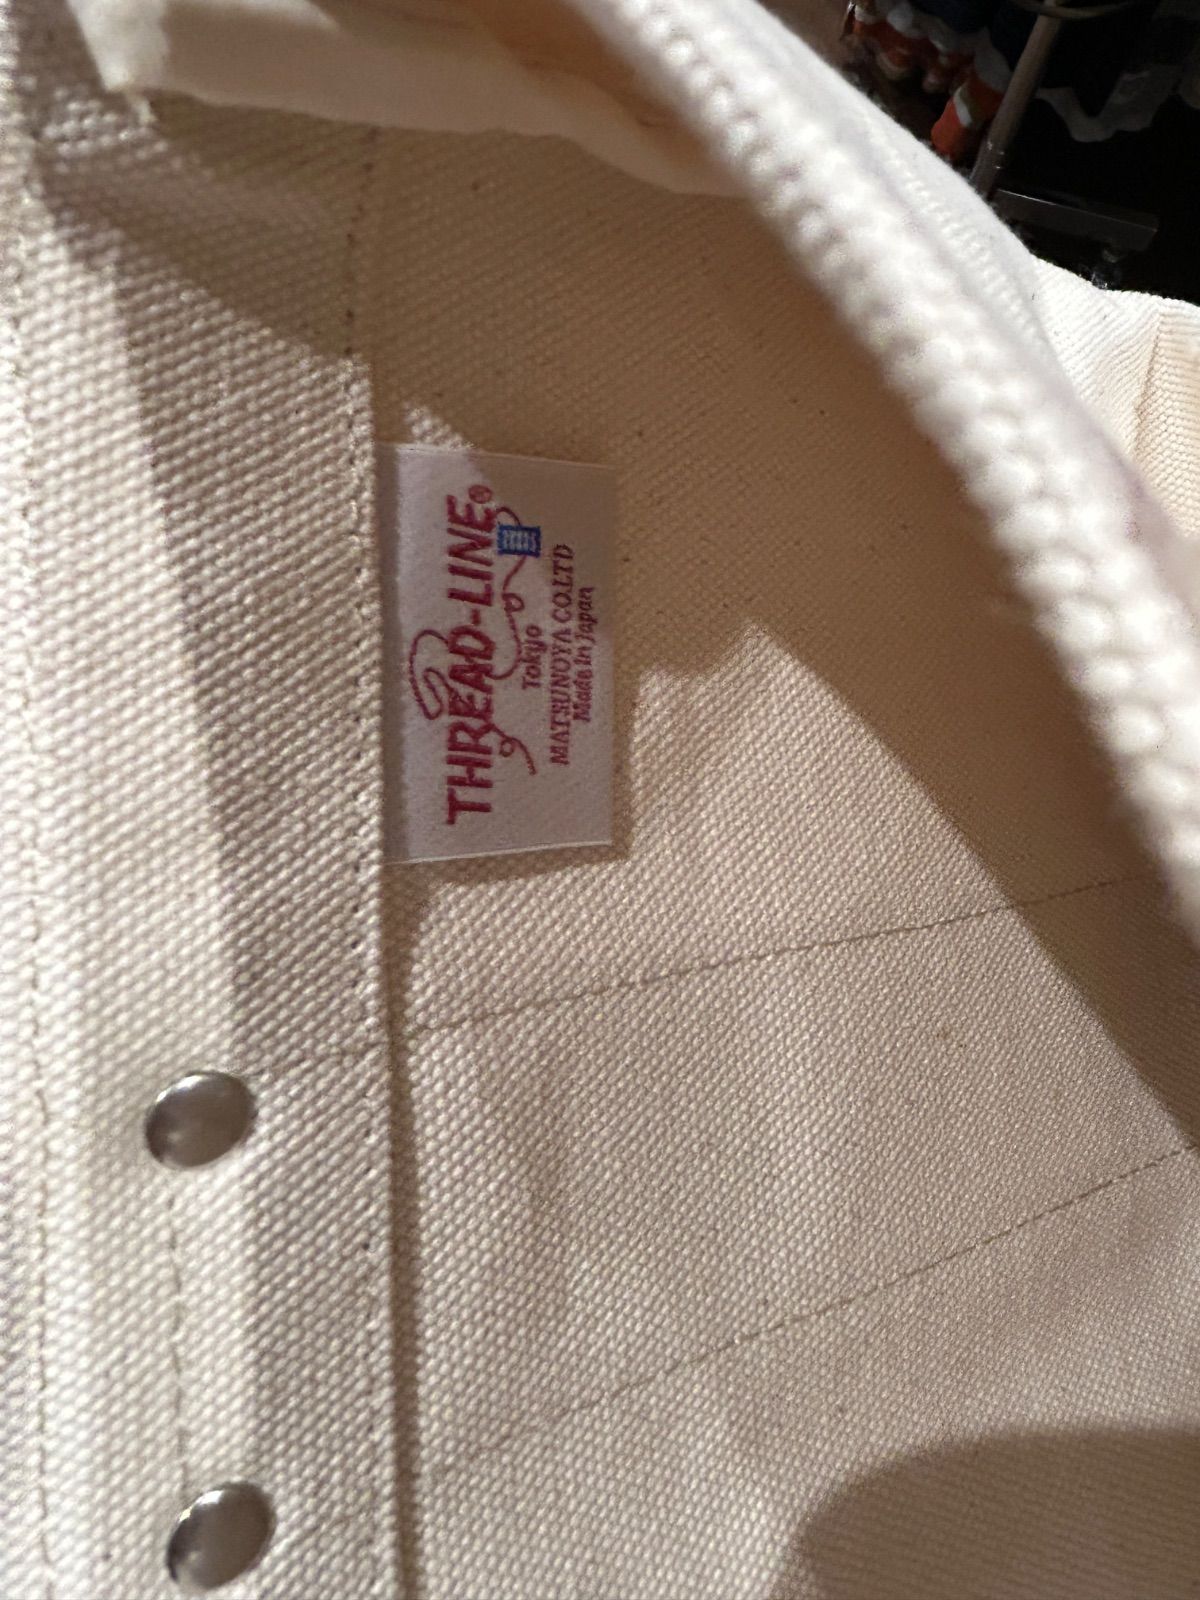 THREAD-LINE®
Tokyo
MATSUNOYA CO.LTD
Made In Japan